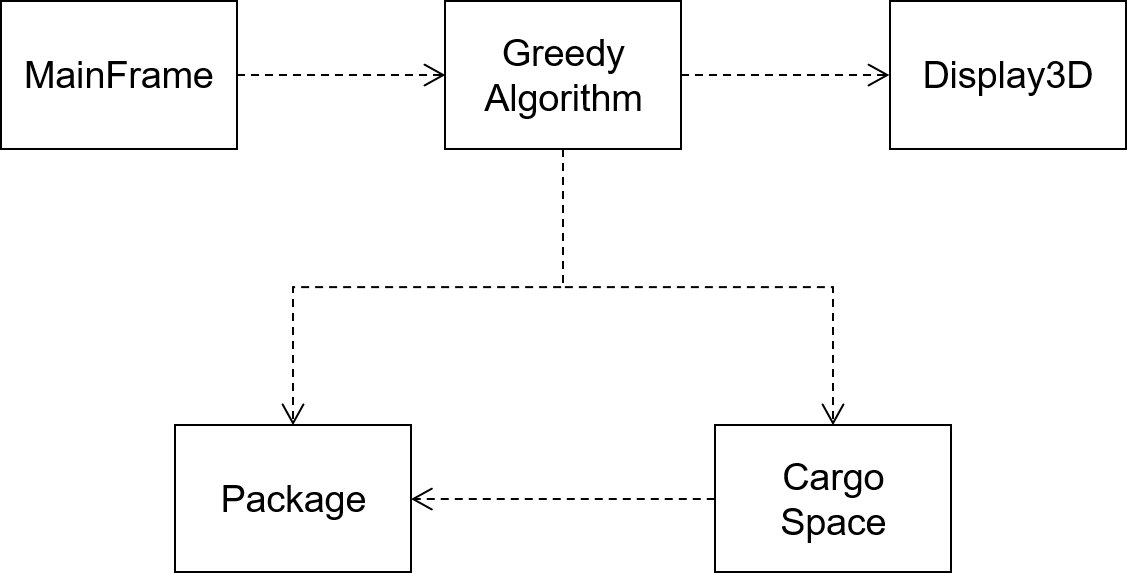 MainFrame
Greedy
Algorithm
Display3D
Package
Cargo
Space